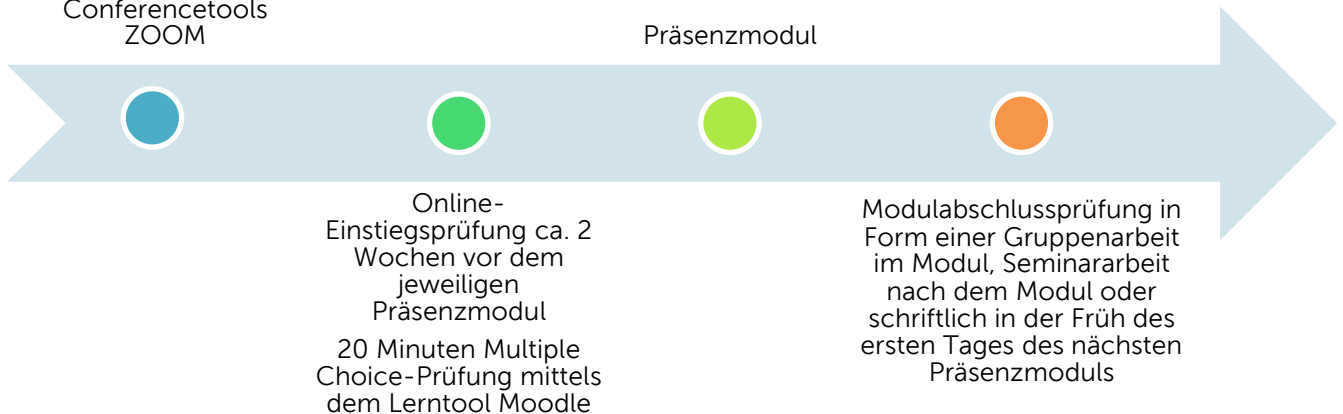 Conferencetools
ZOOM
Online-
Einstiegsprüfung ca. 2
Wochen vor dem
jeweiligen
Präsenzmodul
20 Minuten Multiple
Choice-Prüfung mittels
dem Lerntool Moodle
Präsenzmodul
Modulabschlussprüfung in
Form einer Gruppenarbeit
im Modul, Seminararbeit
nach dem Modul oder
schriftlich in der Früh des
ersten Tages des nächsten
Präsenzmoduls